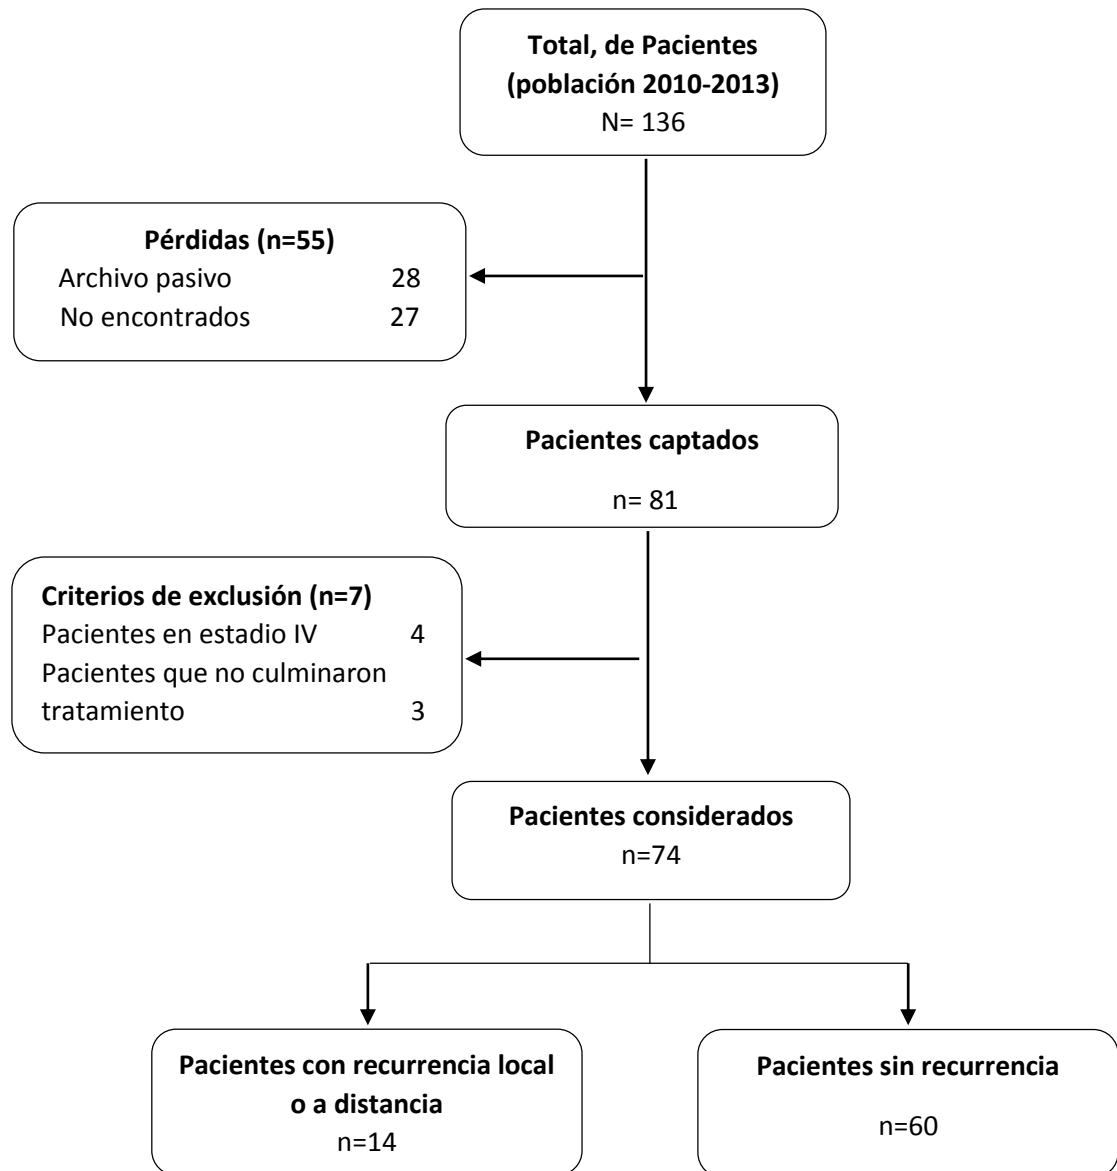 Total, de Pacientes
(población 2010-2013)
N= 136
Pérdidas (n=55)
Archivo pasivo 28
No encontrados 27
Pacientes captados
n= 81
Criterios de exclusión (n=7)
Pacientes en estadio IV 4
Pacientes que no culminaron
tratamiento 3
Pacientes considerados
n=74
Pacientes con recurrencia local
o a distancia
n=14
Pacientes sin recurrencia
n=60